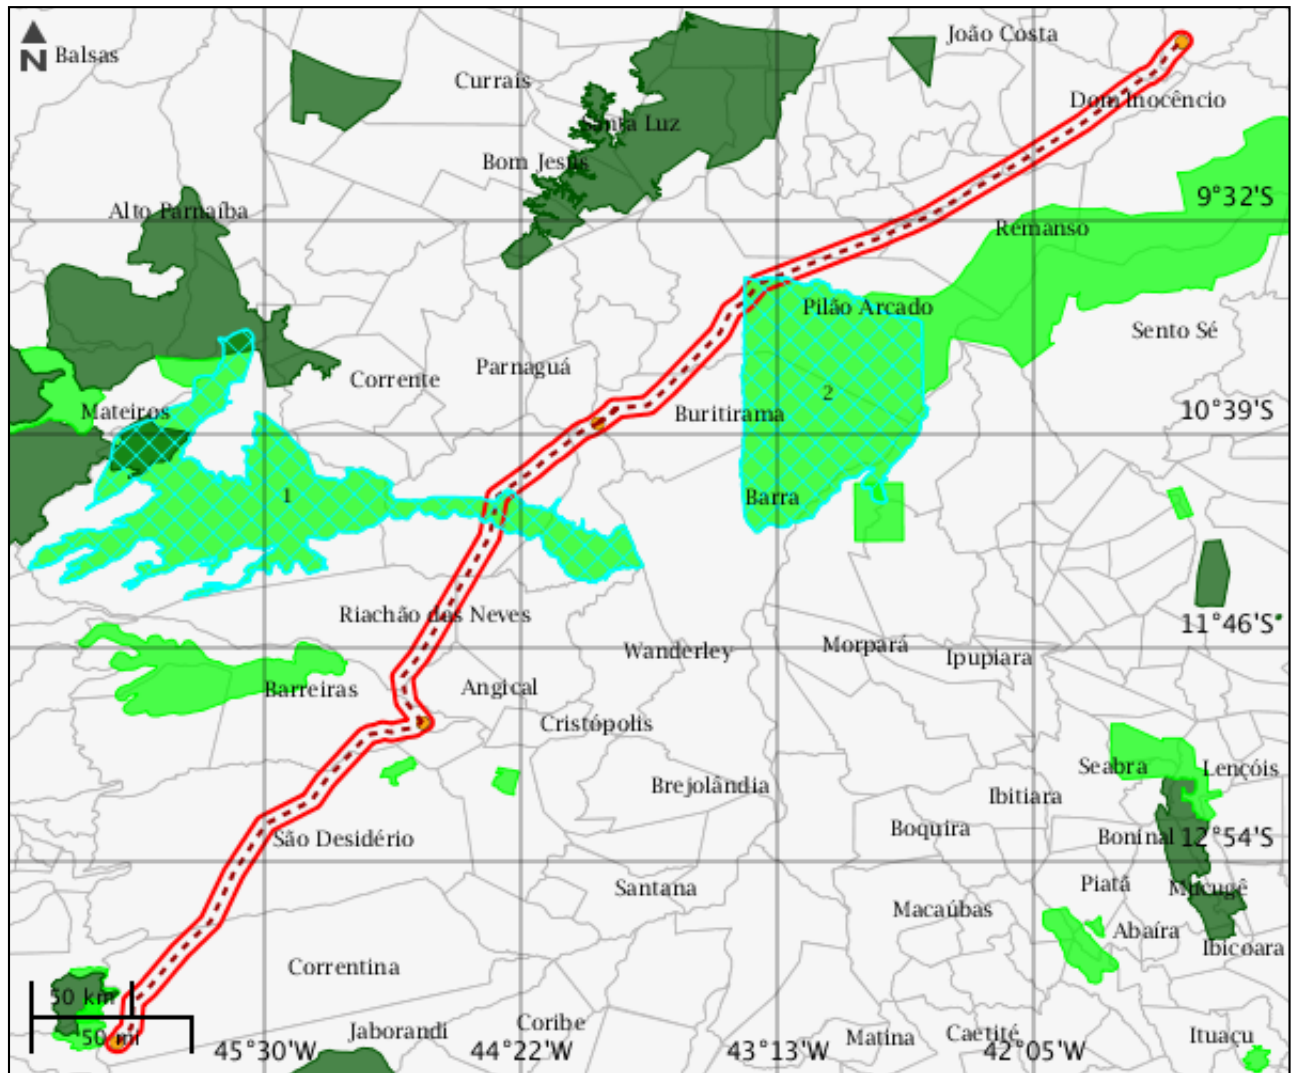 João Costa
N
Balsas
Currais
Dom Inocêncio
Santa Luz
Bom Jesus
9°32'S
Alto Parnaíba
Remanso
Pilão Arcado
Sento Sé
Parnaguá
Corrente
2
Mateiros
Buritirama
10°39'S
1
Barra
Riachão das Neves
11°46'S
Wanderley
Morpará
Ipupiara
Barreiras
Angical
Cristópolis
Seabra
Lençóis
Brejolândia
Ibitiara
Boquira
São Desidério
Boninal
12°54'S
Santana
Piatã
Mucugê
Macaúbas
Abaíra
Ibicoara
Correntina
50 km
Coribe
Jaborandi
50 mi
Matina
Caetité
Ituaçu
45°30'W
44°22'W
43°13'W
42°05'W